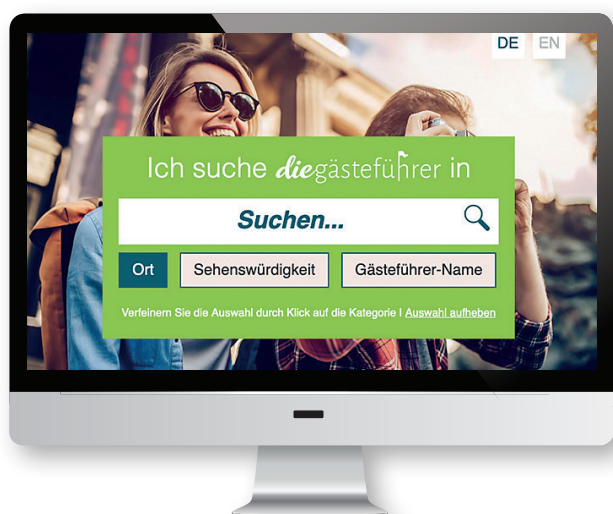 DE EN
Ich suche diegästeführer in
Suchen...
Ort Sehenswürdigkeit Gästeführer-Name
Verfeinern Sie die Auswahl durch Klick auf die Kategorie I Auswahl aufheben